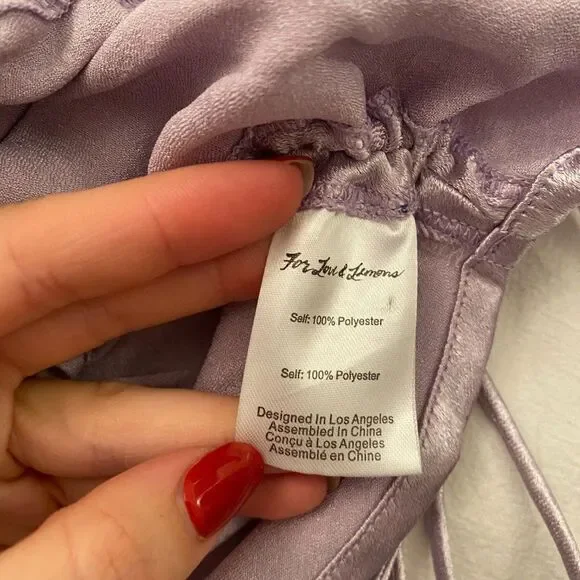 For Lov & Lemons
Self: 100% Polyester
Self: 100% Polyester
Designed In Los Angeles
Assembled In China
Conçu à Los Angeles
Assemblé en Chine